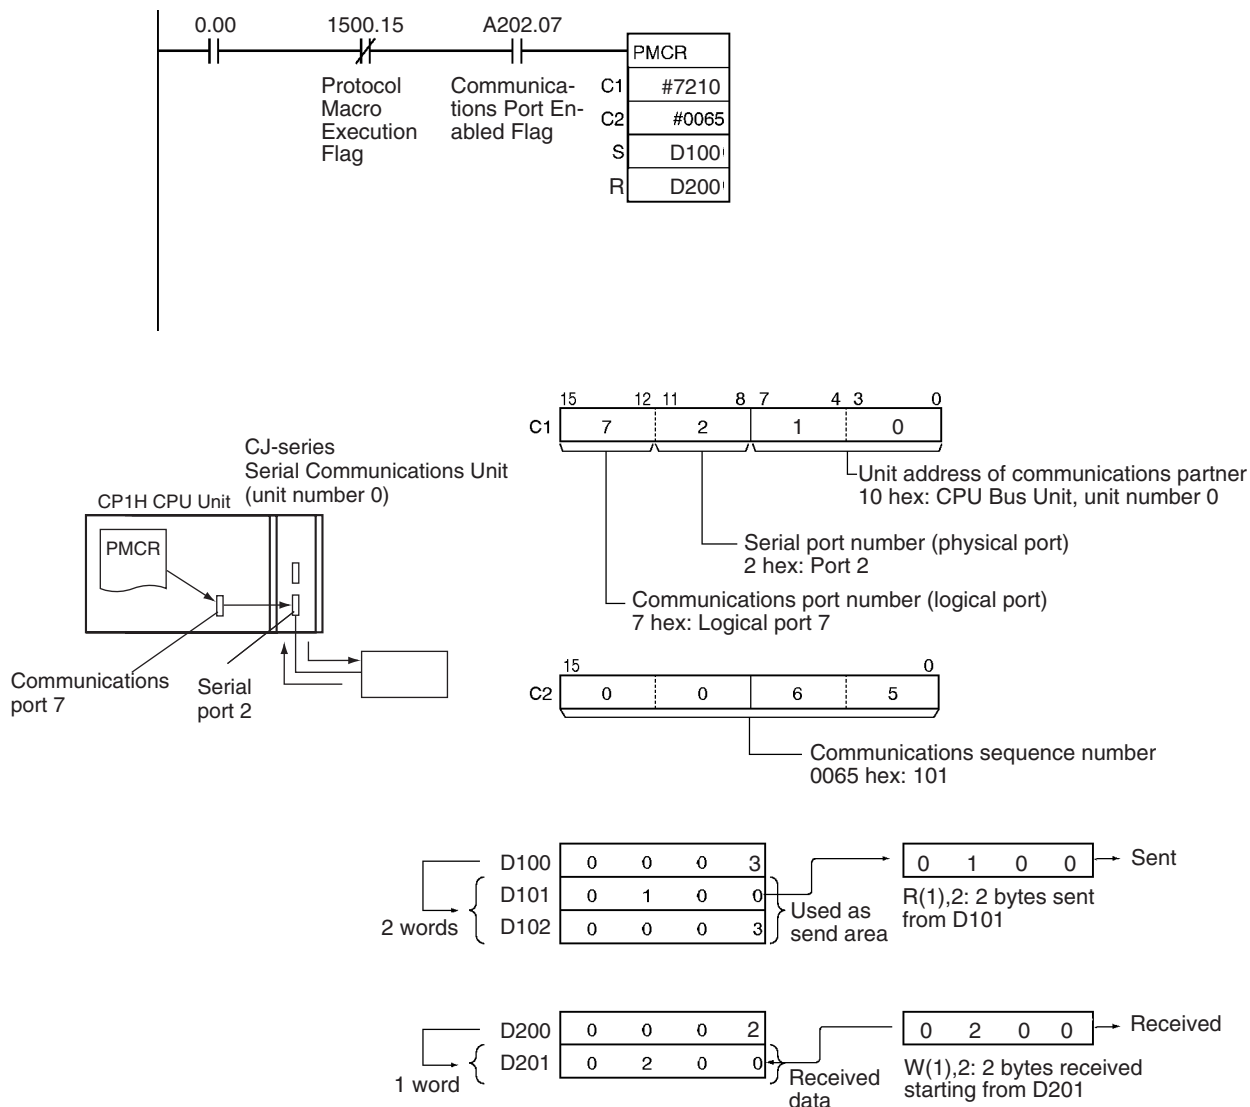 0.00
1500.15
A202.07
PMCR
Protocol
Macro
Execution
Flag
Communica-
tions Port En-
abled Flag
C1 #7210
C2 #0065
S D100
R D200
15 12 11 8 7 4 3 0
C1 7 2 1 0
Unit address of communications partner
10 hex: CPU Bus Unit, unit number 0
Serial port number (physical port)
2 hex: Port 2
Communications port number (logical port)
7 hex: Logical port 7
CJ-series
Serial Communications Unit
(unit number 0)
CP1H CPU Unit
PMCR
Communications
port 7
Serial
port 2
15 0
C2 0 0 6 5
Communications sequence number
0065 hex: 101
D100 0 0 0 3
D101 0 1 0 0
D102 0 0 0 3
2 words
Used as
send area
0 1 0 0 Sent
R(1),2: 2 bytes sent
from D101
D200 0 0 0 2
D201 0 2 0 0
1 word
Received
data
0 2 0 0 Received
W(1),2: 2 bytes received
starting from D201